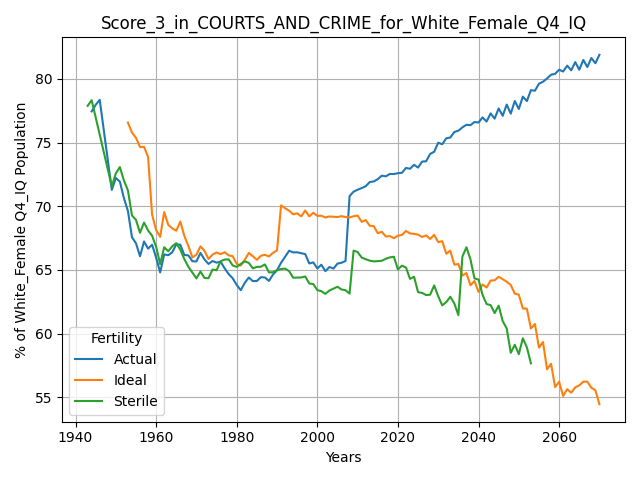 Score_3_in_COURTS_AND_CRIME_for_White_Female_Q4_IQ
% of White_Female Q4_IQ Population
80
75
70
65
60
55
Fertility
Actual
Ideal
Sterile
1940 1960 1980 2000 2020 2040 2060
Years